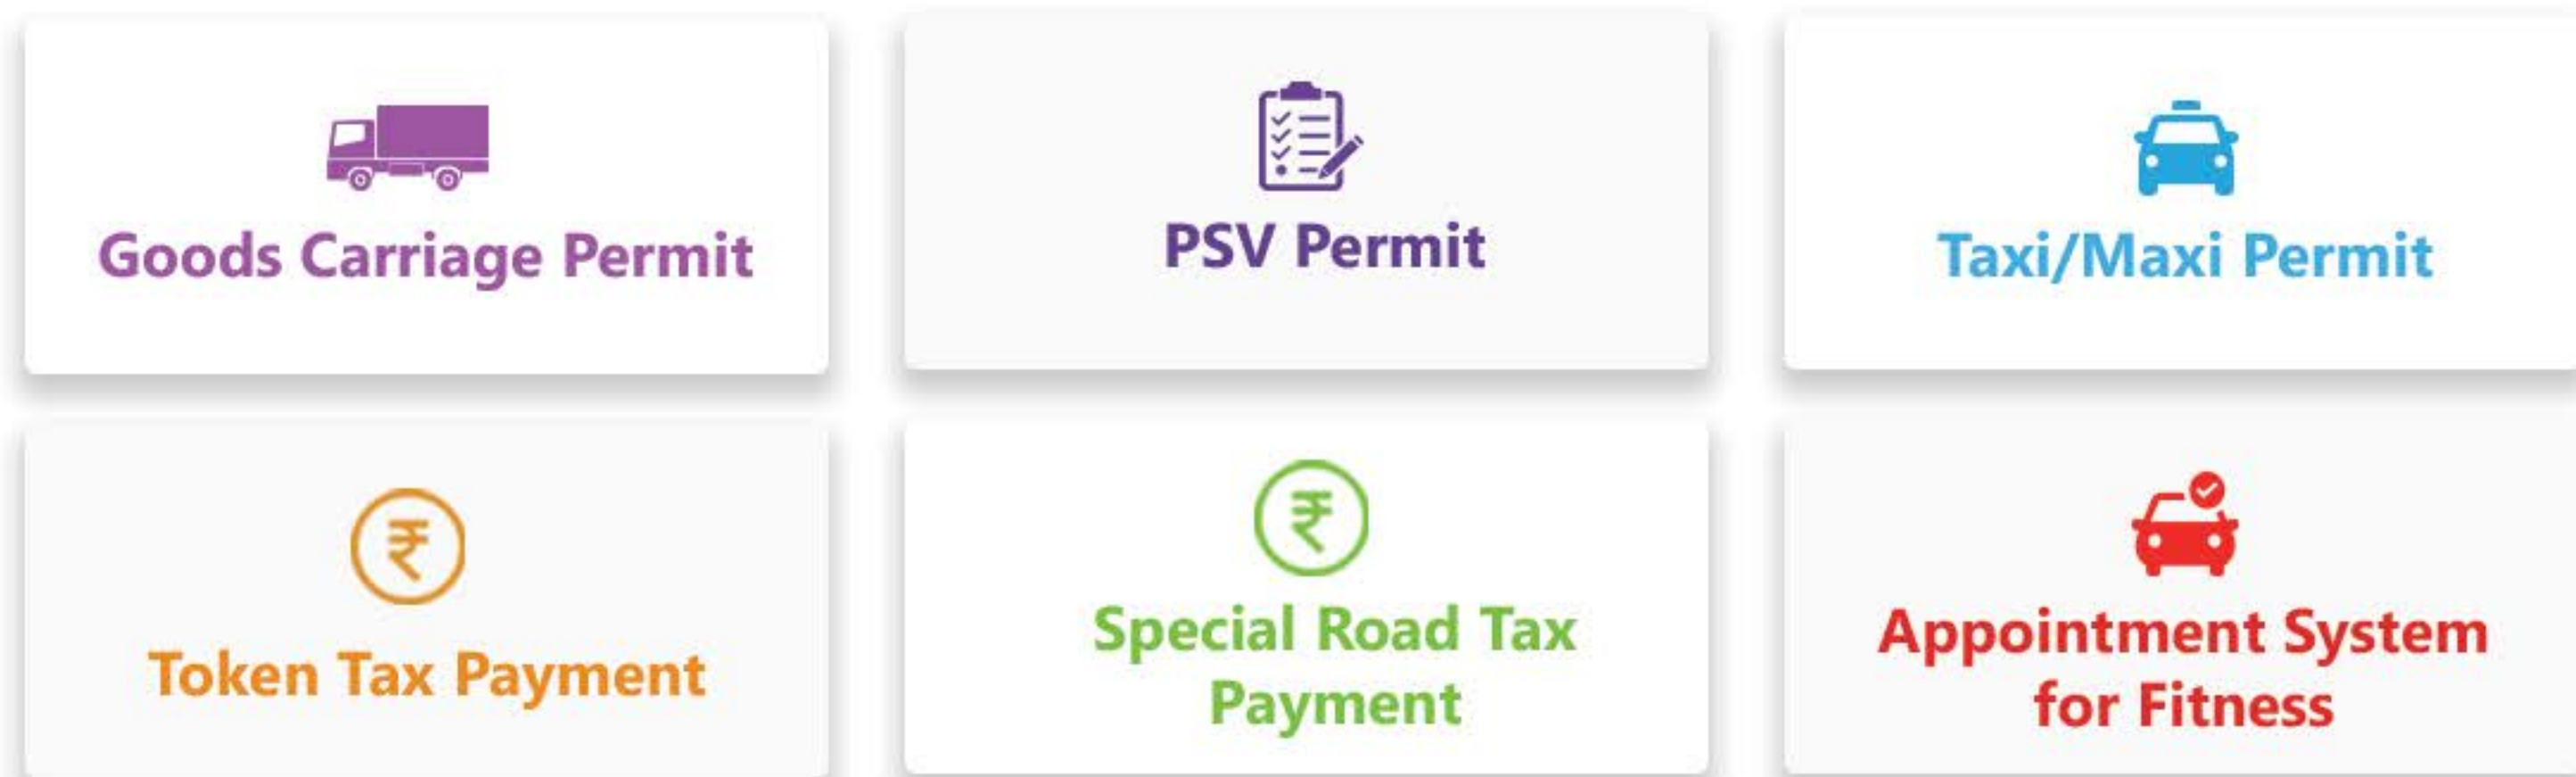 Goods Carriage Permit
PSV Permit
Taxi/Maxi Permit
Token Tax Payment
Special Road Tax
Payment
Appointment System
for Fitness